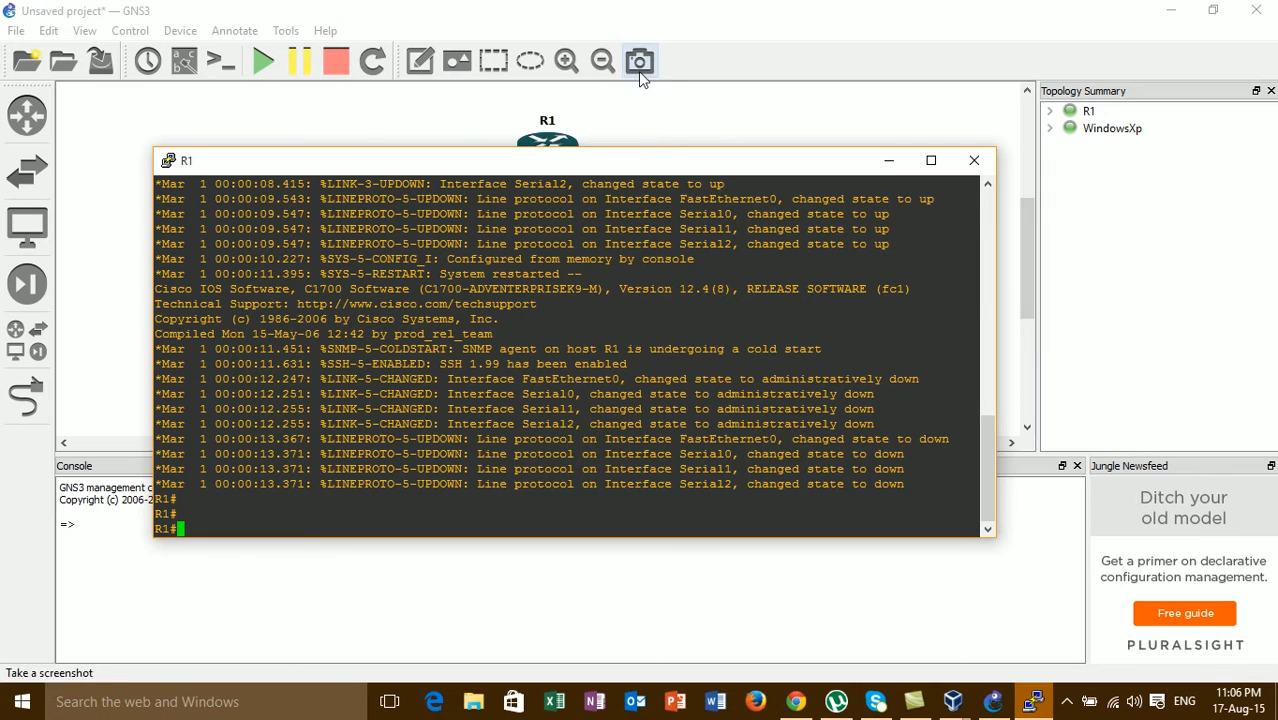 Unsaved project* — GNS3
File Edit View Control Device Annotate Tools Help
R1
Topology Summary
R1
WindowsXp
R1
*Mar  1 00:00:08.415: %LINK-3-UPDOWN: Interface Serial2, changed state to up
*Mar  1 00:00:09.543: %LINEPROTO-5-UPDOWN: Line protocol on Interface FastEthernet0, changed state to up
*Mar  1 00:00:09.547: %LINEPROTO-5-UPDOWN: Line protocol on Interface Serial0, changed state to up
*Mar  1 00:00:09.547: %LINEPROTO-5-UPDOWN: Line protocol on Interface Serial1, changed state to up
*Mar  1 00:00:09.547: %LINEPROTO-5-UPDOWN: Line protocol on Interface Serial2, changed state to up
*Mar  1 00:00:10.227: %SYS-5-CONFIG_I: Configured from memory by console
*Mar  1 00:00:11.395: %SYS-5-RESTART: System restarted --
Cisco IOS Software, C1700 Software (C1700-ADVENTERPRISEK9-M), Version 12.4(8), RELEASE SOFTWARE (fc1)
Technical Support: http://www.cisco.com/techsupport
Copyright (c) 1986-2006 by Cisco Systems, Inc.
Compiled Mon 15-May-06 12:42 by prod_rel_team
*Mar  1 00:00:11.451: %SNMP-5-COLDSTART: SNMP agent on host R1 is undergoing a cold start
*Mar  1 00:00:11.631: %SSH-5-ENABLED: SSH 1.99 has been enabled
*Mar  1 00:00:12.247: %LINK-5-CHANGED: Interface FastEthernet0, changed state to administratively down
*Mar  1 00:00:12.251: %LINK-5-CHANGED: Interface Serial0, changed state to administratively down
*Mar  1 00:00:12.255: %LINK-5-CHANGED: Interface Serial1, changed state to administratively down
*Mar  1 00:00:12.255: %LINK-5-CHANGED: Interface Serial2, changed state to administratively down
*Mar  1 00:00:13.367: %LINEPROTO-5-UPDOWN: Line protocol on Interface FastEthernet0, changed state to down
*Mar  1 00:00:13.371: %LINEPROTO-5-UPDOWN: Line protocol on Interface Serial0, changed state to down
*Mar  1 00:00:13.371: %LINEPROTO-5-UPDOWN: Line protocol on Interface Serial1, changed state to down
*Mar  1 00:00:13.371: %LINEPROTO-5-UPDOWN: Line protocol on Interface Serial2, changed state to down
R1#
R1#
R1#
Console
GNS3 management c
Copyright (c) 2006-2
=>
Jungle Newsfeed
Ditch your
old model
Get a primer on declarative
configuration management.
Free guide
PLURALSIGHT
Take a screenshot
Search the web and Windows
ENG
11:06 PM
17-Aug-15